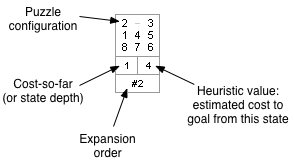 Puzzle
configuration
2 – 3
1 4 5
8 7 6
Cost-so-far
(or state depth)
1 4
#2
Heuristic value:
estimated cost to
goal from this state
Expansion
order